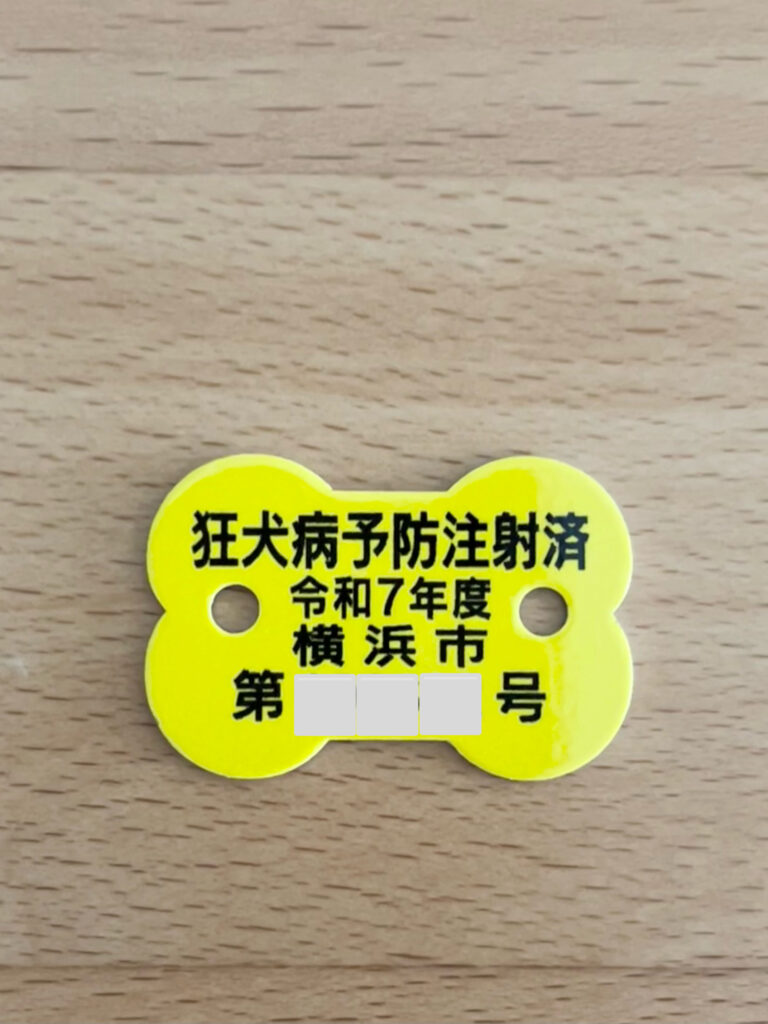 狂犬病予防注射済
令和7年度
横浜市
第 号